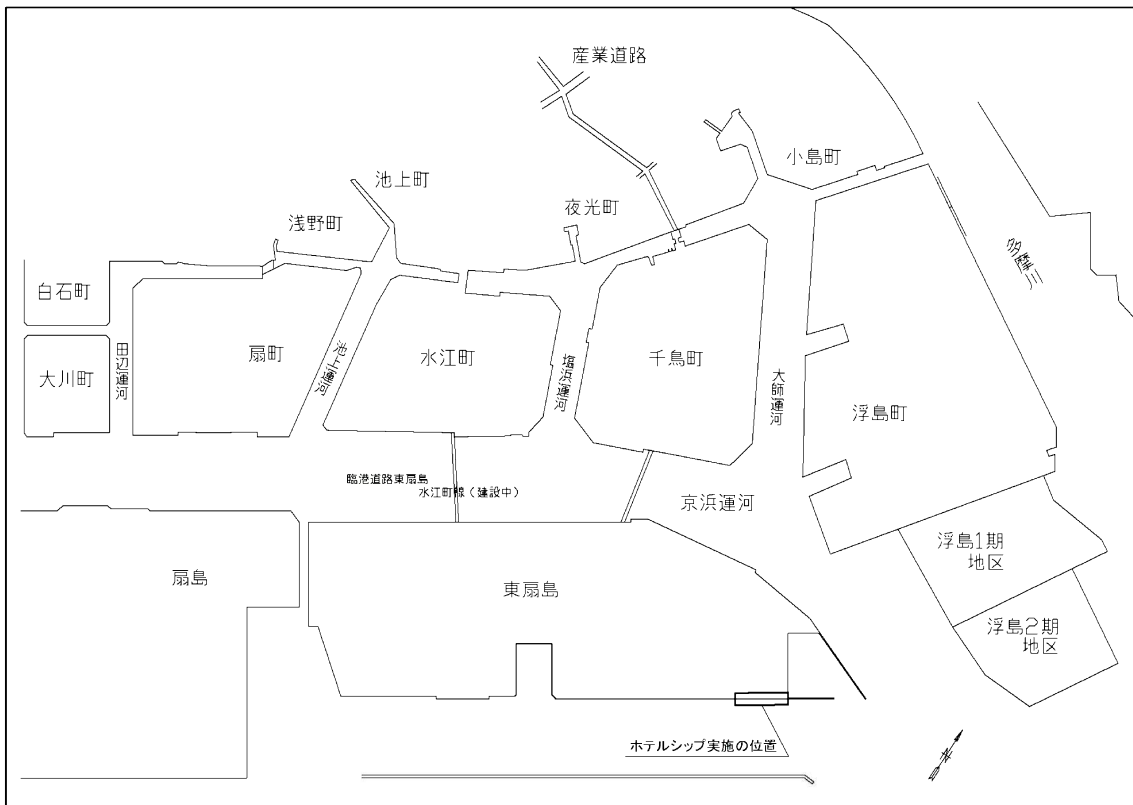 産業道路
小島町
池上町
夜光町
浅野町
多摩川
白石町
扇町
池上運河
水江町
塩浜運河
千鳥町
大師運河
大川町
田辺運河
浮島町
臨港道路東扇島
水江町線（建設中）
京浜運河
浮島1期
地区
扇島
東扇島
浮島2期
地区
ホテルシップ実施の位置